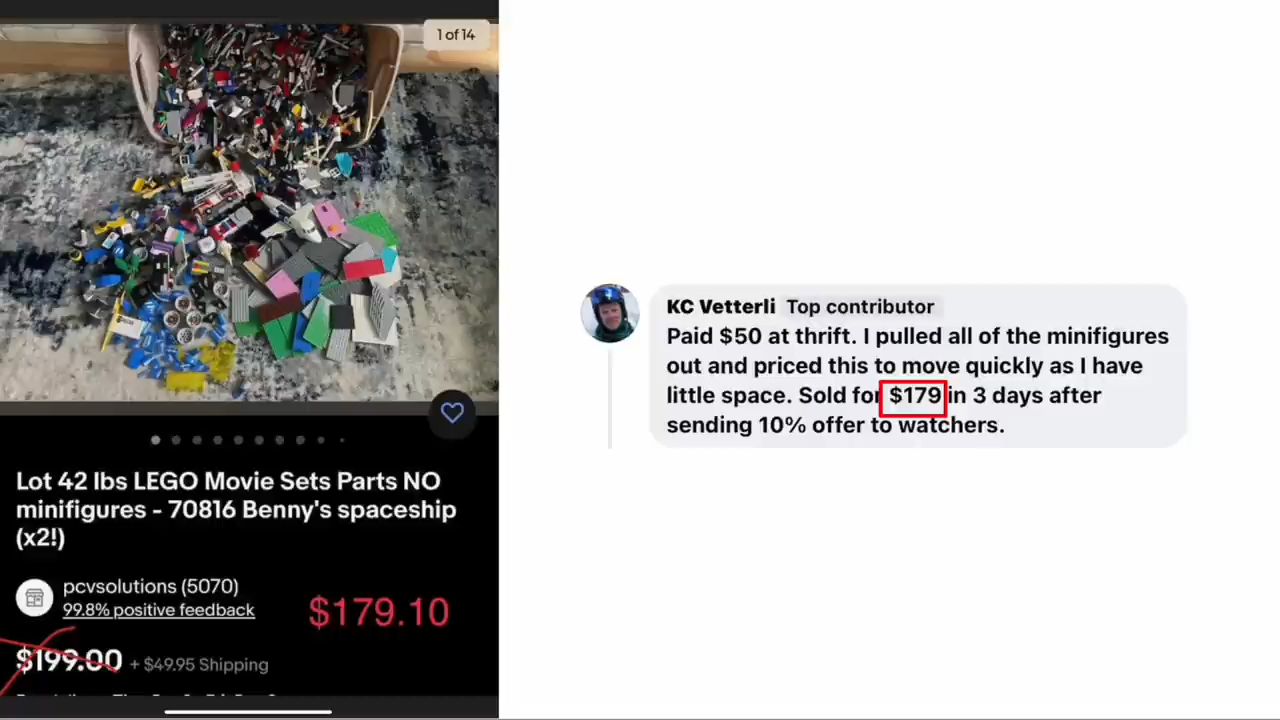 1 of 14
Lot 42 lbs LEGO Movie Sets Parts NO
minifigures - 70816 Benny's spaceship
(x2!)
pcvsolutions (5070)
99.8% positive feedback
$179.10
$199.00 + $49.95 Shipping
KC Vetterli Top contributor
Paid $50 at thrift. I pulled all of the minifigures
out and priced this to move quickly as I have
little space. Sold for $179 in 3 days after
sending 10% offer to watchers.